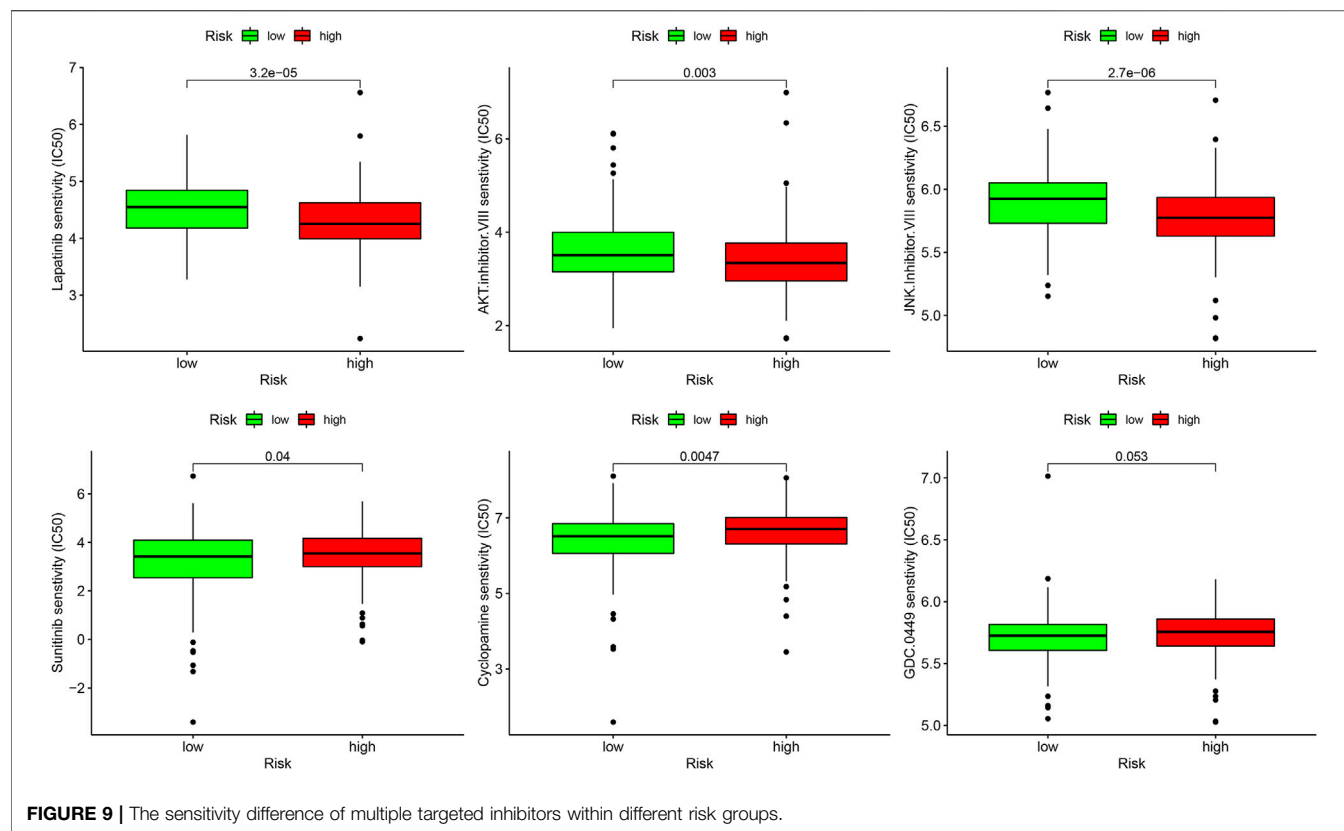 Risk low high
3.2e−05
7
6
5
4
3
Lapatinib senstivity (IC50)
low high
Risk
Risk low high
0.003
6
4
2
AKT.inhibitor.VIII senstivity (IC50)
low high
Risk
Risk low high
2.7e−06
6.5
6.0
5.5
5.0
JNK.Inhibitor.VIII senstivity (IC50)
low high
Risk
Risk low high
0.04
6
4
2
0
−2
Sunitinib senstivity (IC50)
low high
Risk
Risk low high
0.0047
7
5
3
Cyclopamine senstivity (IC50)
low high
Risk
Risk low high
0.053
7.0
6.5
6.0
5.5
5.0
GDC.0449 senstivity (IC50)
low high
Risk
FIGURE 9 | The sensitivity difference of multiple targeted inhibitors within different risk groups.